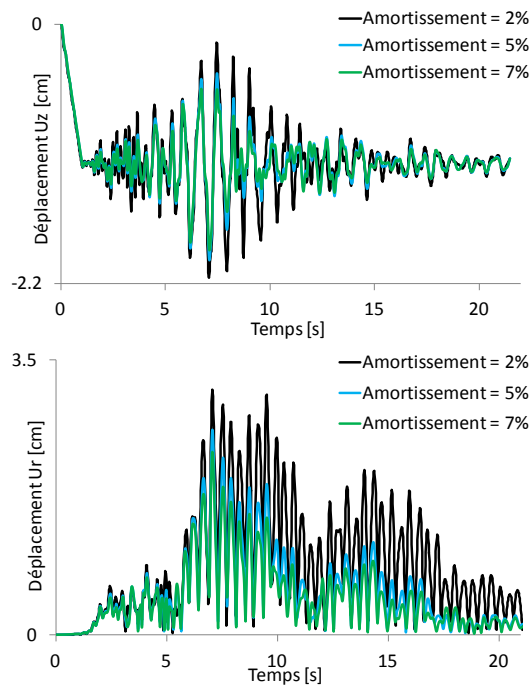 0
Amortissement = 2%
Amortissement = 5%
Amortissement = 7%
Déplacement Uz [cm]
-2.2
0
5
10
15
20
Temps [s]
3.5
Amortissement = 2%
Amortissement = 5%
Amortissement = 7%
Déplacement Ur [cm]
0
0
5
10
15
20
Temps [s]